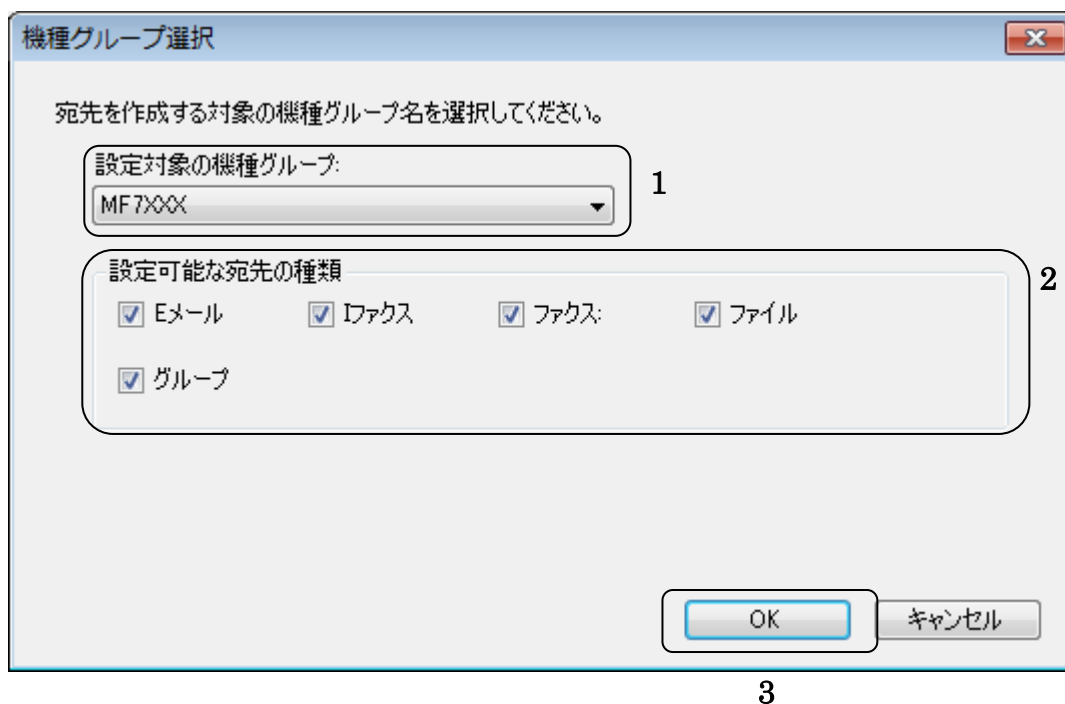 機種グループ選択
宛先を作成する対象の機種グループ名を選択してください。
設定対象の機種グループ:
1
MF7XXX
設定可能な宛先の種類
2
Eメール Iファクス ファクス: ファイル
グループ
OK キャンセル
3